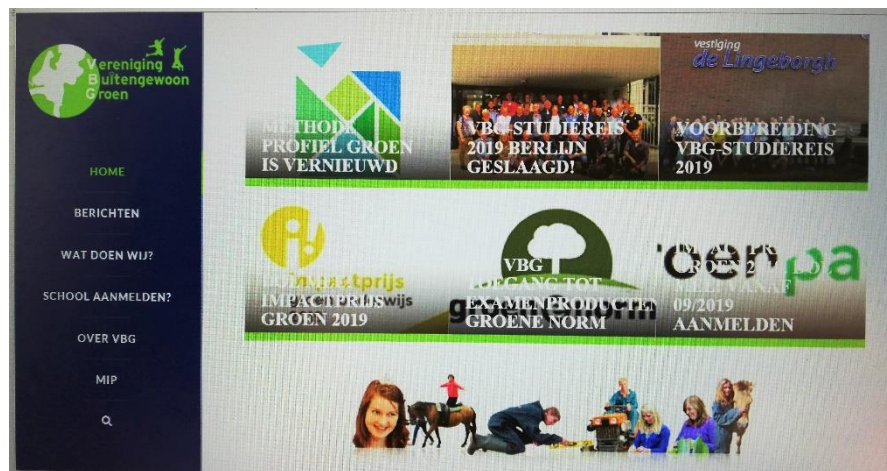 Vereniging
Buitengewoon
Groen
HOME
BERICHTEN
WAT DOEN WIJ?
SCHOOL AANMELDEN?
OVER VBG
MIP
METHODE
PROFIEL GROEN
IS VERNIEUWD
VBG-STUDIEREIS
2019 BERLIJN
GESLAAGD!
vestiging
de Lingeborgh
VOORBEREIDING
VBG-STUDIEREIS
2019
IMPACTPRIJS
GROEN 2019
VBG
TOEGANG TOT
EXAMENPRODUCTEN
GROENE NORM
09/2019
AANMELDEN